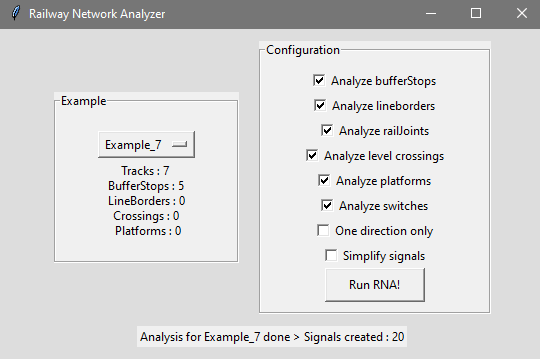 Railway Network Analyzer
Example
Example_7
Tracks : 7
BufferStops : 5
LineBorders : 0
Crossings : 0
Platforms : 0
Configuration
Analyze bufferStops
Analyze lineborders
Analyze railJoints
Analyze level crossings
Analyze platforms
Analyze switches
One direction only
Simplify signals
Run RNA!
Analysis for Example_7 done > Signals created : 20